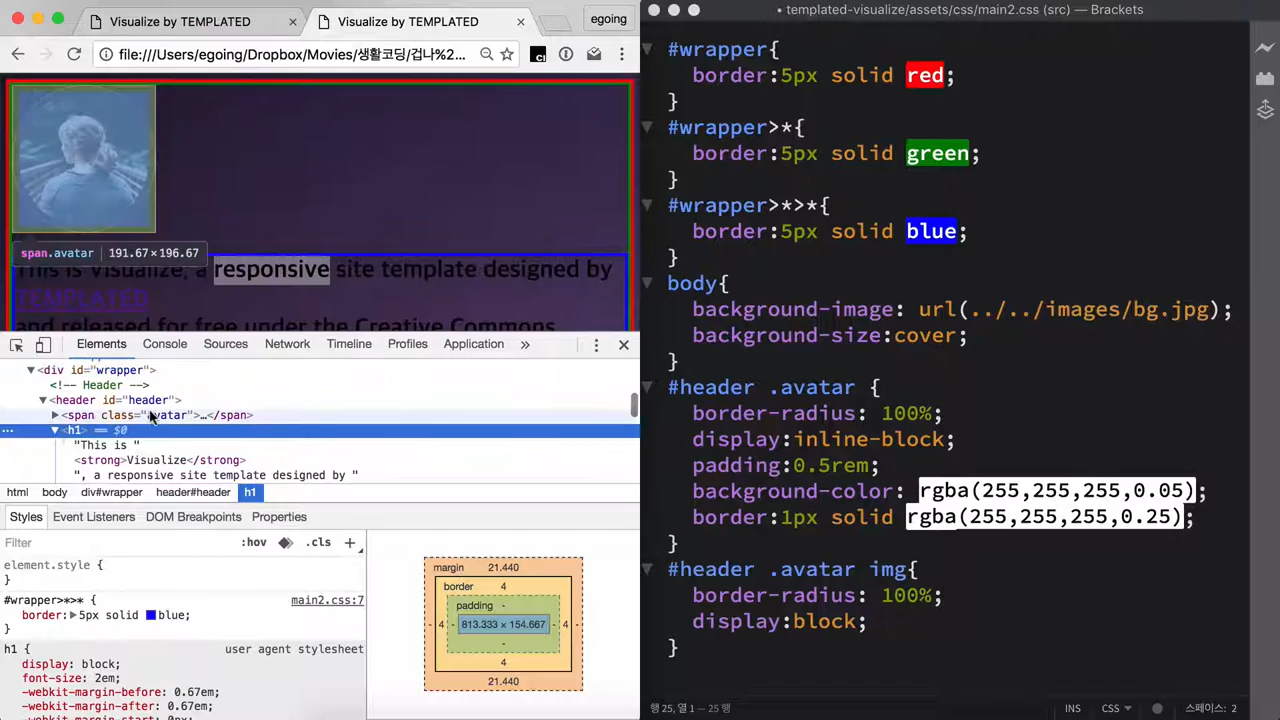 Visualize by TEMPLATED
Visualize by TEMPLATED
egoing
file:///Users/egoing/Dropbox/Movies/생활코딩/겁나%2...
span.avatar | 191.67×196.67
This is Visualize, a responsive site template designed by
TEMPLATED
and released for free under the Creative Commons
Elements Console Sources Network Timeline Profiles Application »
▼<div id="wrapper">
<!-- Header -->
▼<header id="header">
▶<span class="avatar">…</span>
… ▼<h1> == $0
"This is "
<strong>Visualize</strong>
", a responsive site template designed by "
html body div#wrapper header#header h1
Styles Event Listeners DOM Breakpoints Properties
Filter :hov .cls +
element.style {
}
#wrapper>*>* { main2.css:7
border:▶5px solid blue;
}
h1 { user agent stylesheet
display: block;
font-size: 2em;
-webkit-margin-before: 0.67em;
-webkit-margin-after: 0.67em;
-webkit-margin-start: 0px;
margin 21.440
border 4
padding -
- 4 - 813.333 × 154.667 - 4 -
-
4
21.440
• templated-visualize/assets/css/main2.css (src) — Brackets
#wrapper{
border:5px solid red;
}
#wrapper>*{
border:5px solid green;
}
#wrapper>*>*{
border:5px solid blue;
}
body{
background-image: url(../../images/bg.jpg);
background-size:cover;
}
#header .avatar {
border-radius: 100%;
display:inline-block;
padding:0.5rem;
background-color: rgba(255,255,255,0.05);
border:1px solid rgba(255,255,255,0.25);
}
#header .avatar img{
border-radius: 100%;
display:block;
}
행 25, 열 1 — 25 행 INS CSS 스페이스: 2